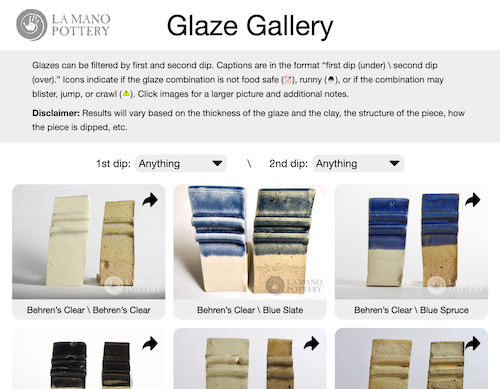 LA MANO
POTTERY
Glaze Gallery
Glazes can be filtered by first and second dip. Captions are in the format “first dip (under) \ second dip
(over).” Icons indicate if the glaze combination is not food safe (), runny (), or if the combination may
blister, jump, or crawl (⚠). Click images for a larger picture and additional notes.
Disclaimer: Results will vary based on the thickness of the glaze and the clay, the structure of the piece, how
the piece is dipped, etc.
1st dip: Anything \ 2nd dip: Anything
LA MANO
POTTERY
LA MANO
POTTERY
LA MANO
POTTERY
Behren’s Clear \ Behren’s Clear
Behren’s Clear \ Blue Slate
Behren’s Clear \ Blue Spruce